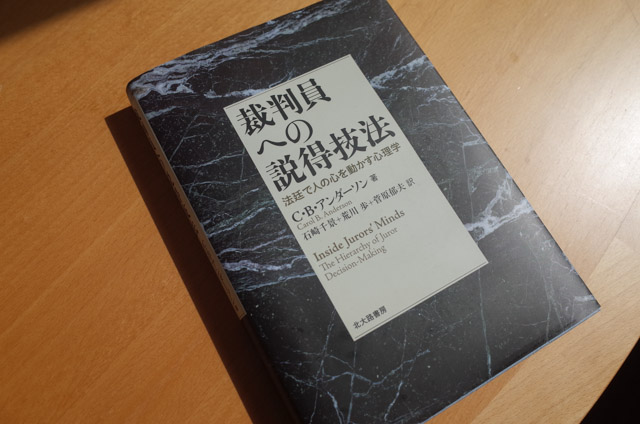 裁判員
への
説得技法
法廷で人の心を動かす心理学
C・B・アンダーソン 著
Carol B. Anderson
石崎千景+荒川 歩+菅原郁夫 訳
Inside Jurors' Minds
The Hierarchy of Juror
Decision-Making
北大路書房